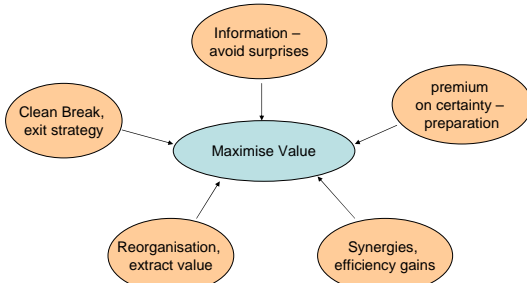 Information –
avoid surprises
premium
on certainty –
preparation
Clean Break,
exit strategy
Maximise Value
Reorganisation,
extract value
Synergies,
efficiency gains